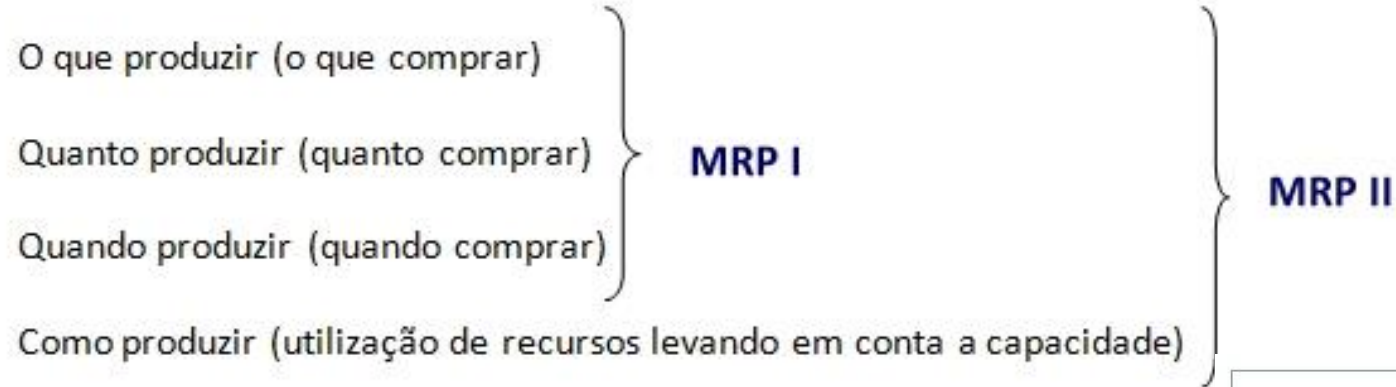 O que produzir (o que comprar)
Quanto produzir (quanto comprar)
MRP I
MRP II
Quando produzir (quando comprar)
Como produzir (utilização de recursos levando em conta a capacidade)